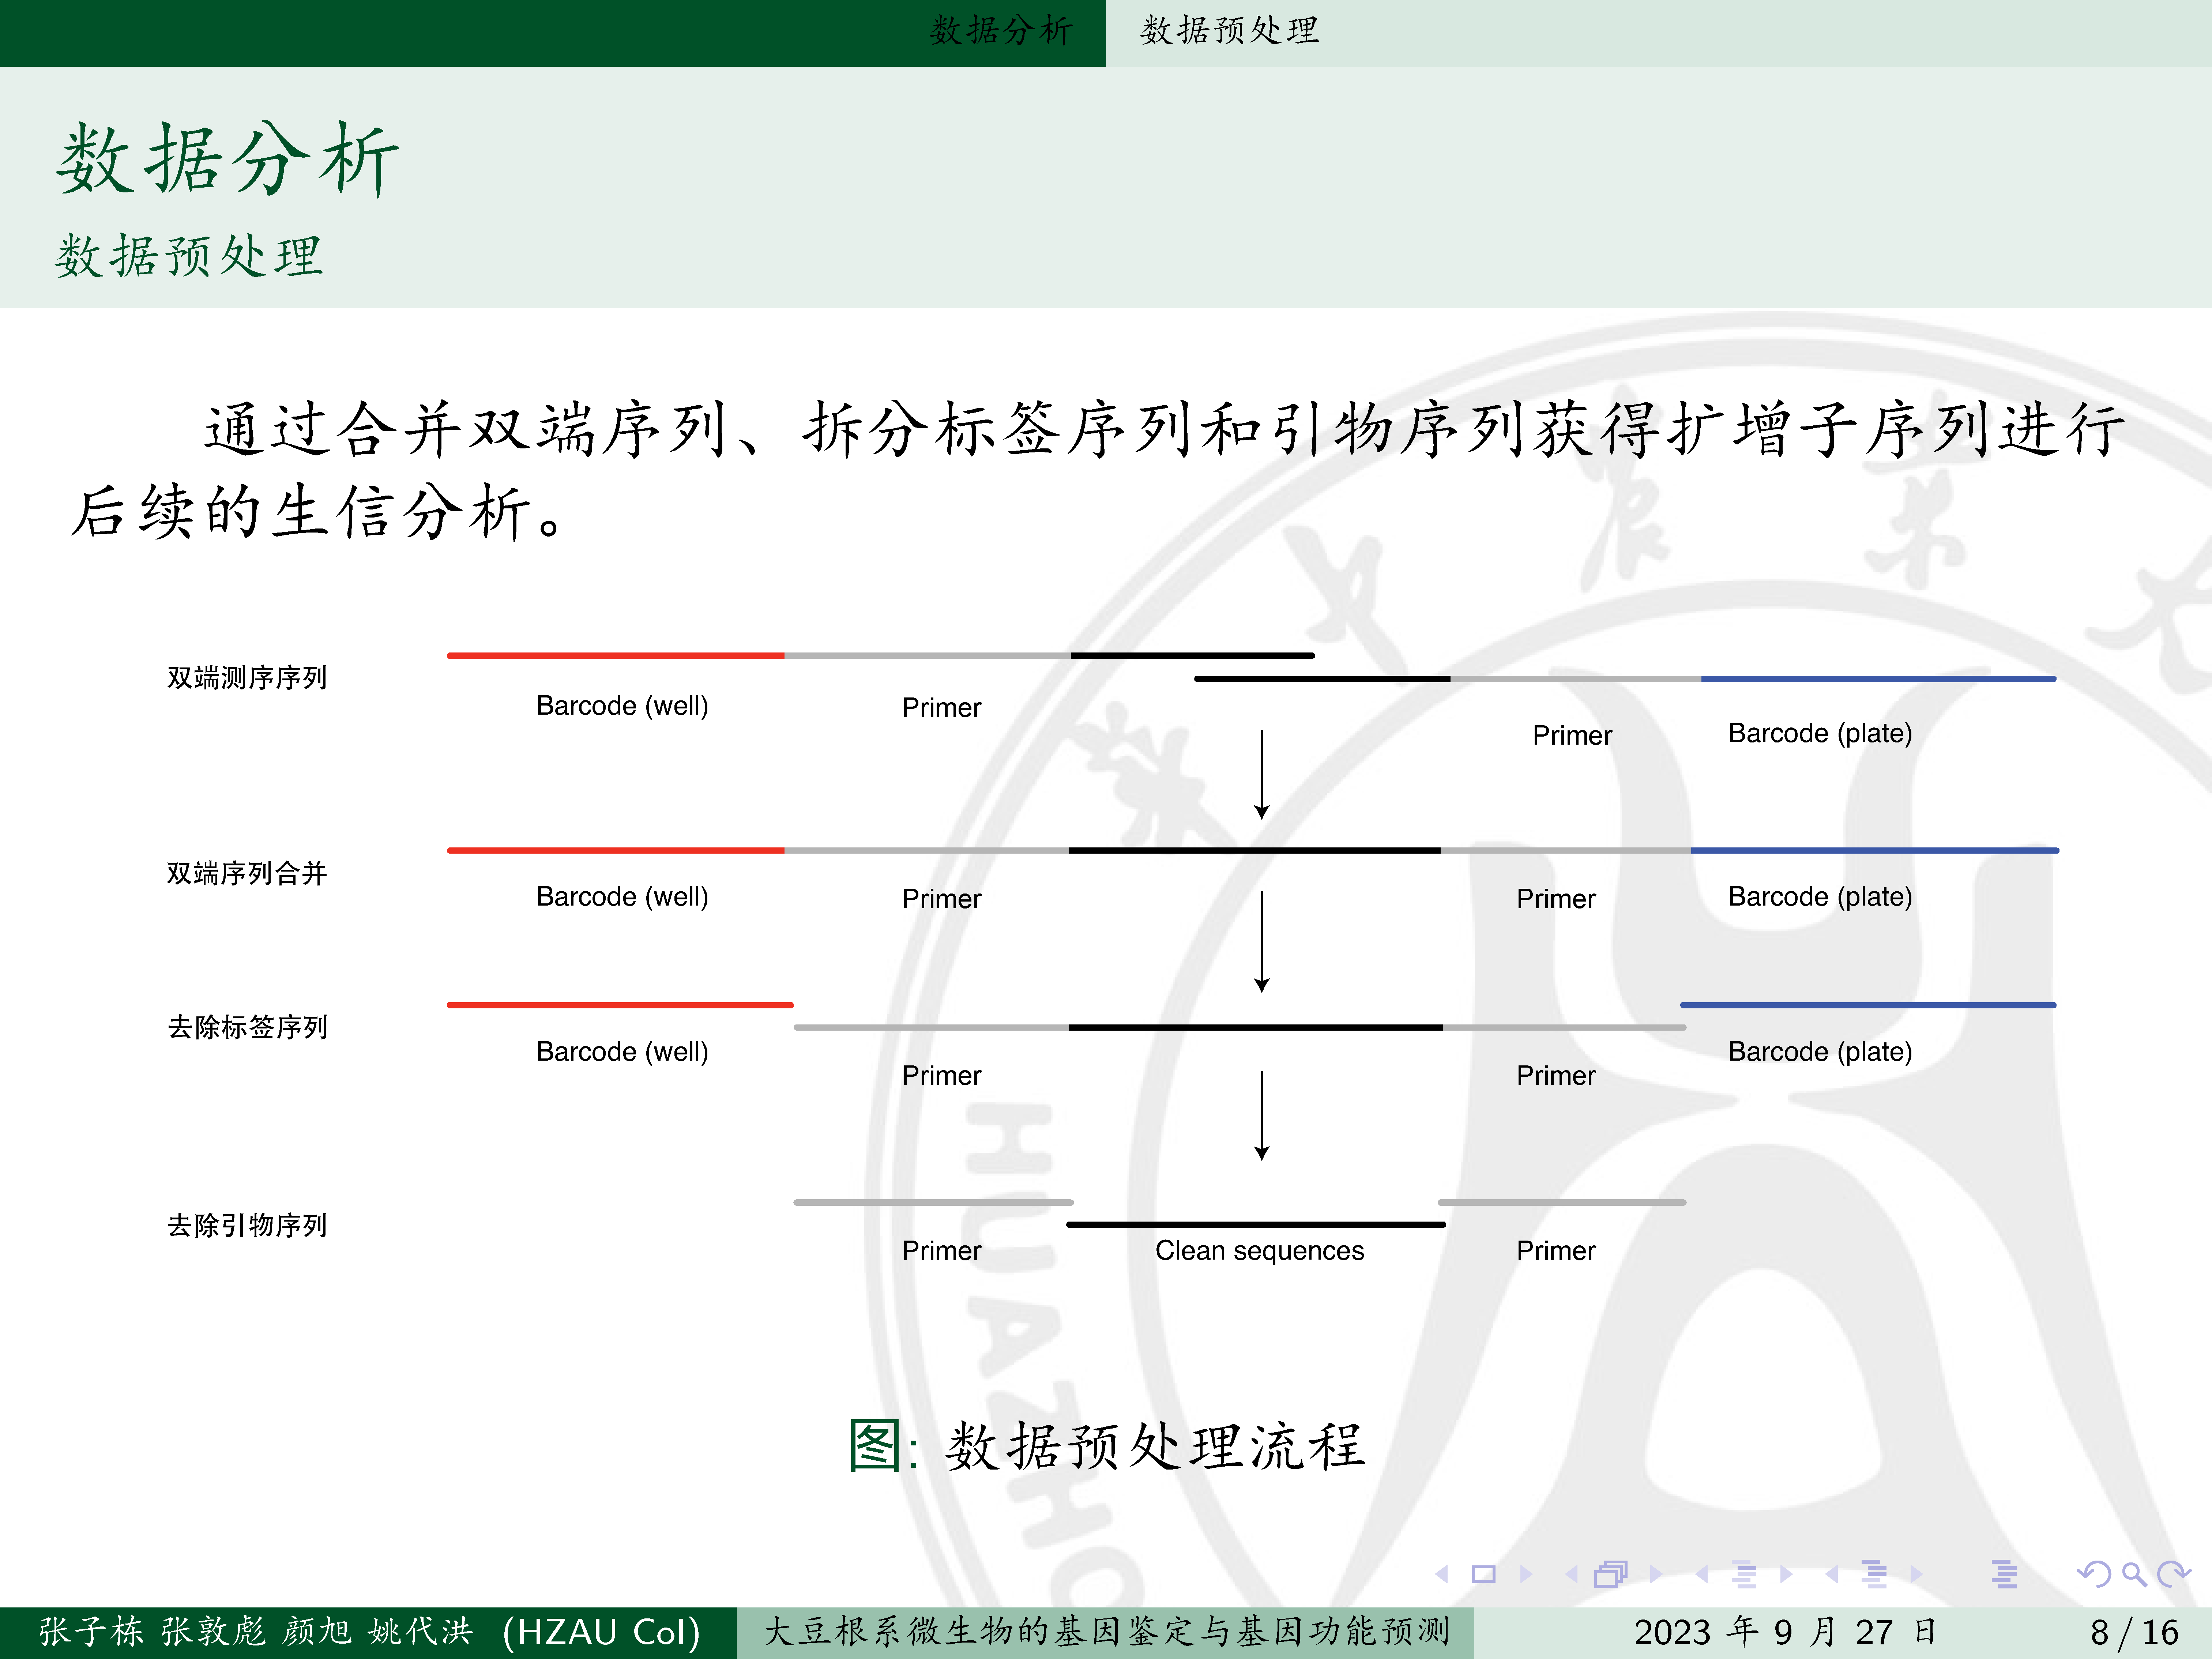 数据分析 数据预处理
数据分析
数据预处理
通过合并双端序列、拆分标签序列和引物序列获得扩增子序列进行
后续的生信分析。
双端测序序列
Barcode (well) Primer
Primer Barcode (plate)
双端序列合并
Barcode (well) Primer Primer Barcode (plate)
去除标签序列
Barcode (well) Barcode (plate)
Primer Primer
去除引物序列
Primer Clean sequences Primer
图: 数据预处理流程
HUAZHO
张子栋 张敦彪 颜旭 姚代洪 (HZAU CoI) 大豆根系微生物的基因鉴定与基因功能预测 2023 年 9 月 27 日 8 / 16